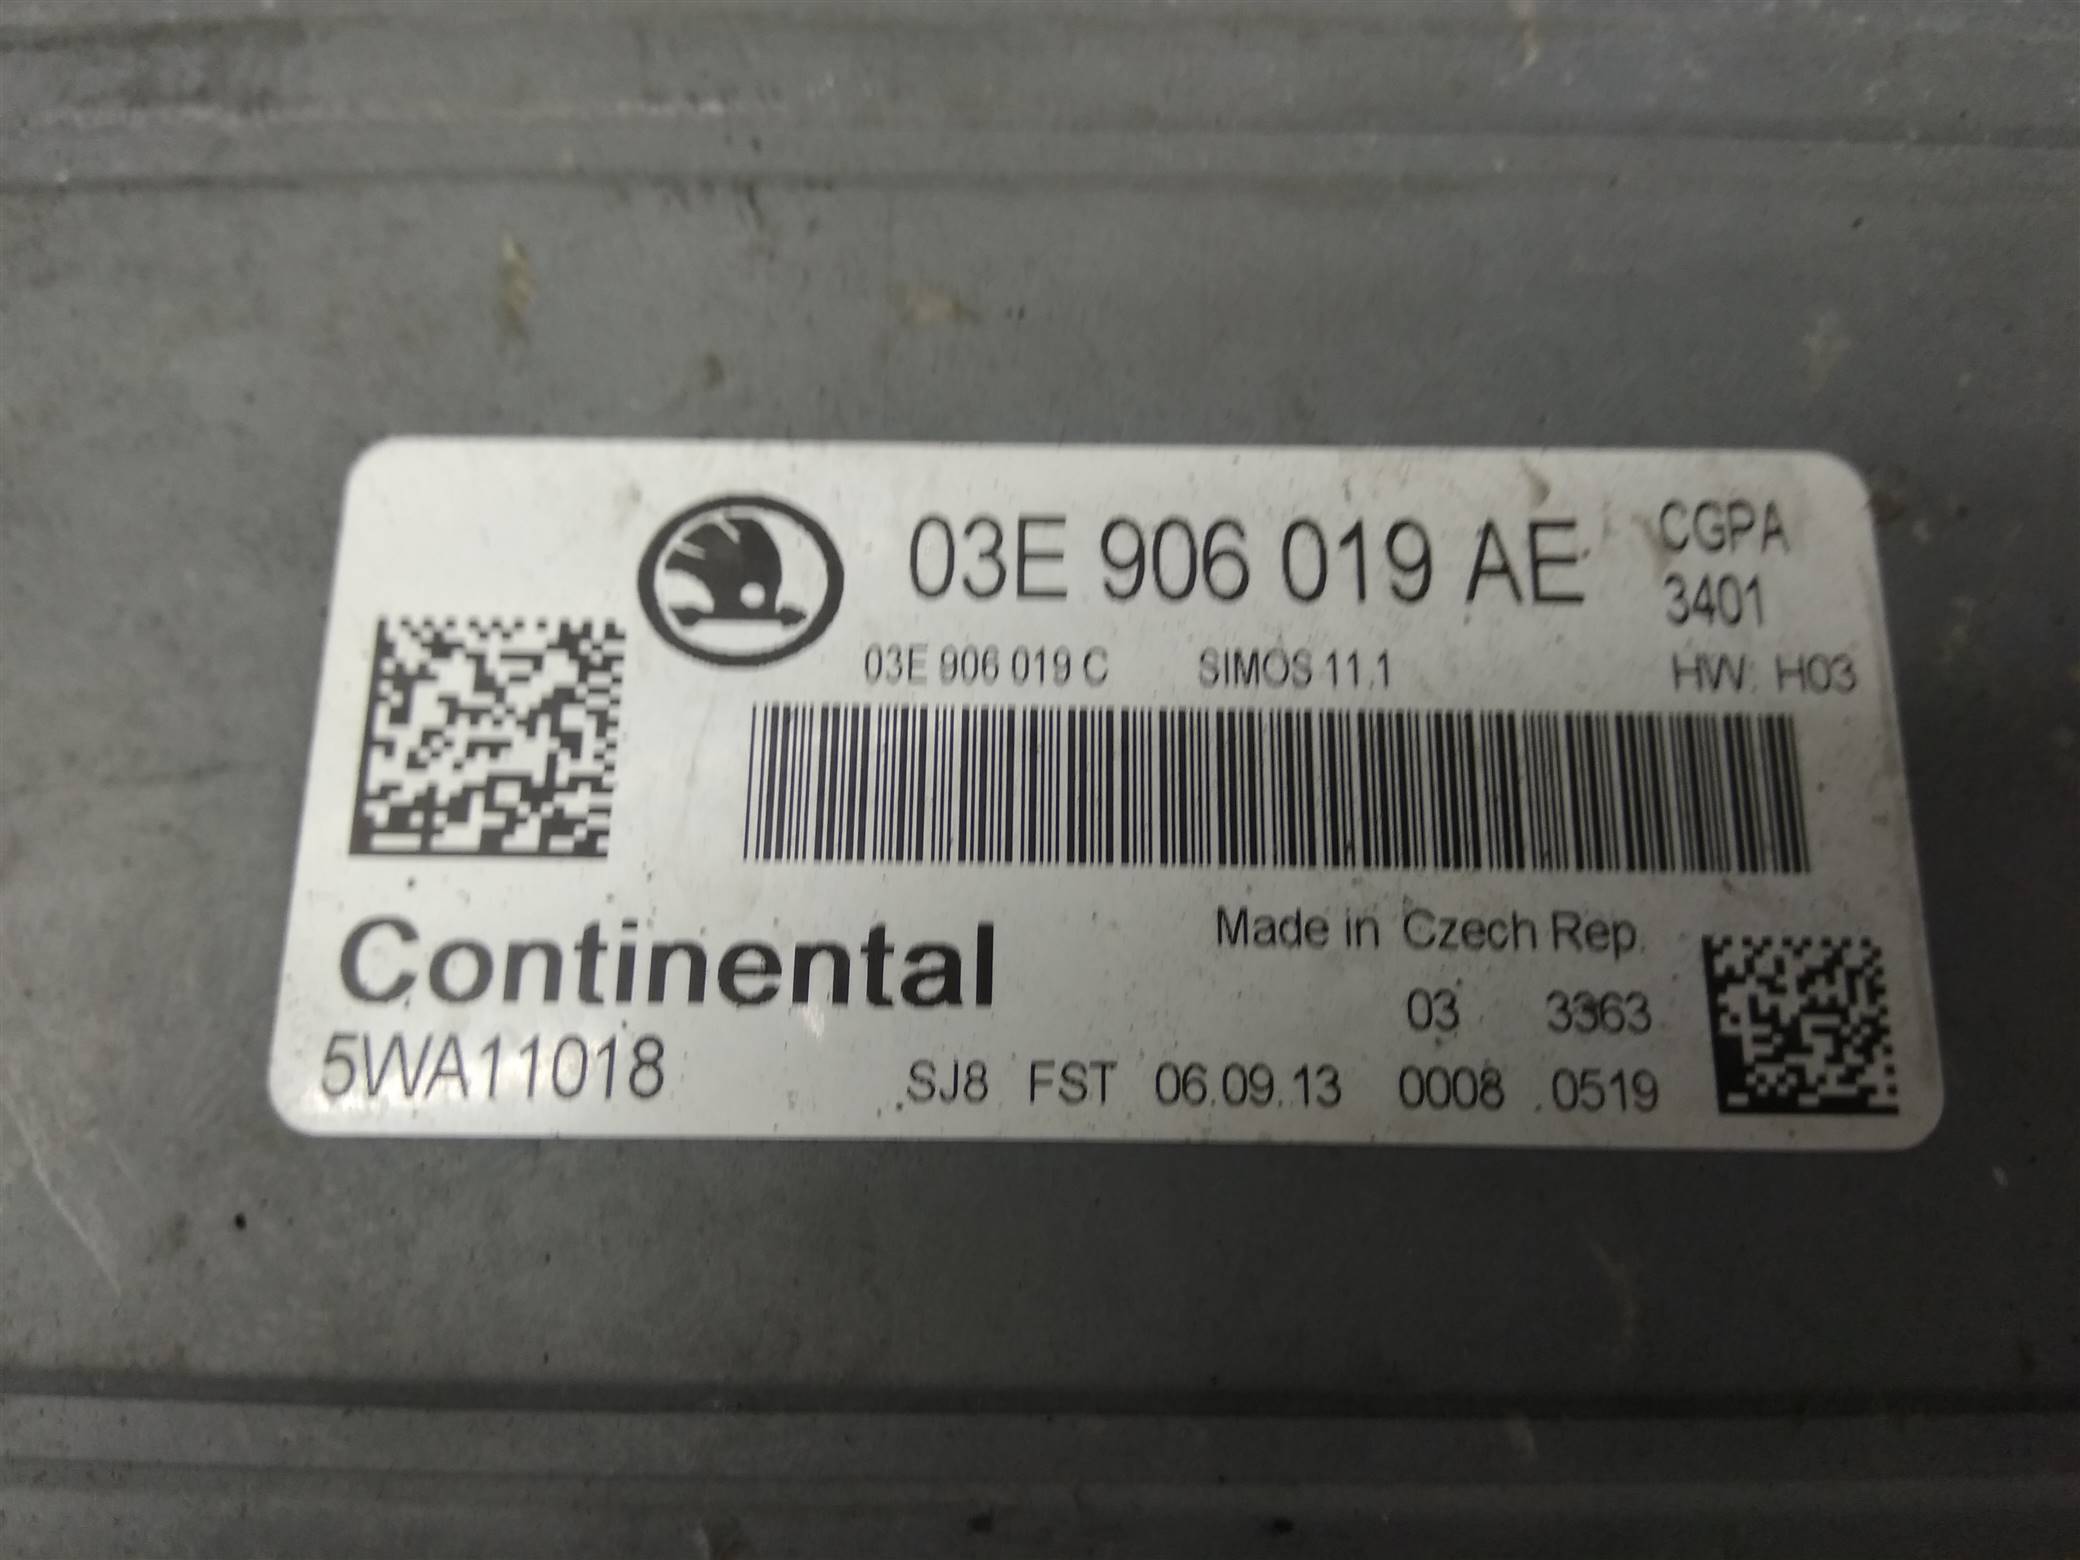 03E 906 019 AE CGPA
3401
03E 906 019 C SIMOS 11.1 HW: H03
Continental Made in Czech Rep.
03 3363
5WA11018 SJ8 FST 06.09.13 0008 0519